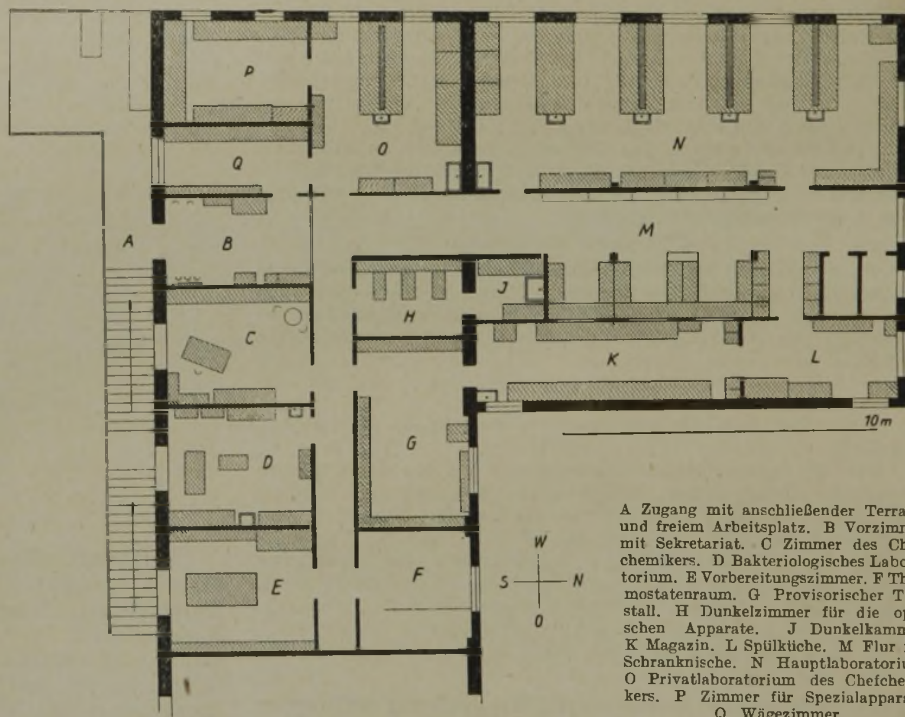 P
O
N
Q
A
B
M
J
H
C
K
L
10m
G
D
W
S N
O
E
F
A Zugang mit anschließender Terra
und freiem Arbeitsplatz. B Vorzimm
mit Sekretariat. C Zimmer des Ch
chemikers. D Bakteriologisches Labo
torium. E Vorbereitungszimmer. F Th
mostatenraum. G Provisorischer T
stall. H Dunkelzimmer für die op
schen Apparate. J Dunkelkamm
K Magazin. L Spülküche. M Flur
Schranknische. N Hauptlaboratoriu
O Privatlaboratorium des Chefche
kers. P Zimmer für Spezialappara
Q Wägezimmer